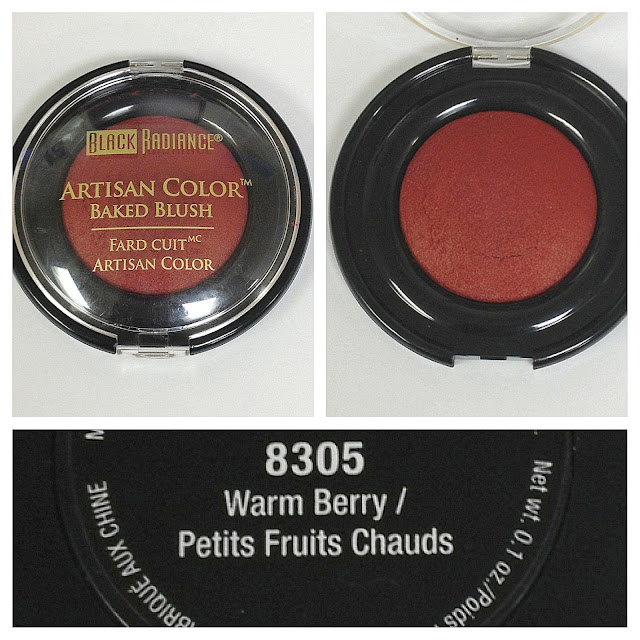 BLACK RADIANCE®
ARTISAN COLOR™
BAKED BLUSH
FARD CUIT MC
ARTISAN COLOR
8305
Warm Berry /
Petits Fruits Chauds
BRIQUÉ AUX CHINE
Net wt. 0.1 oz./Poids